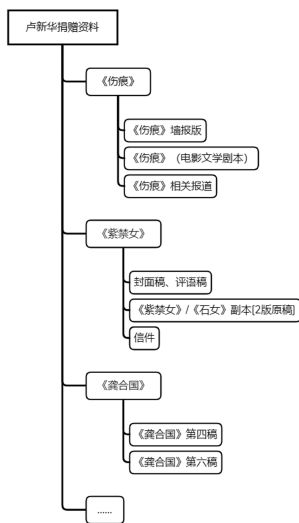 卢新华捐赠资料
《伤痕》
《伤痕》墙报版
《伤痕》（电影文学剧本）
《伤痕》相关报道
《紫禁女》
封面稿、评语稿
《紫禁女》/《石女》副本[2版原稿]
信件
《龚合国》
《龚合国》第四稿
《龚合国》第六稿
......